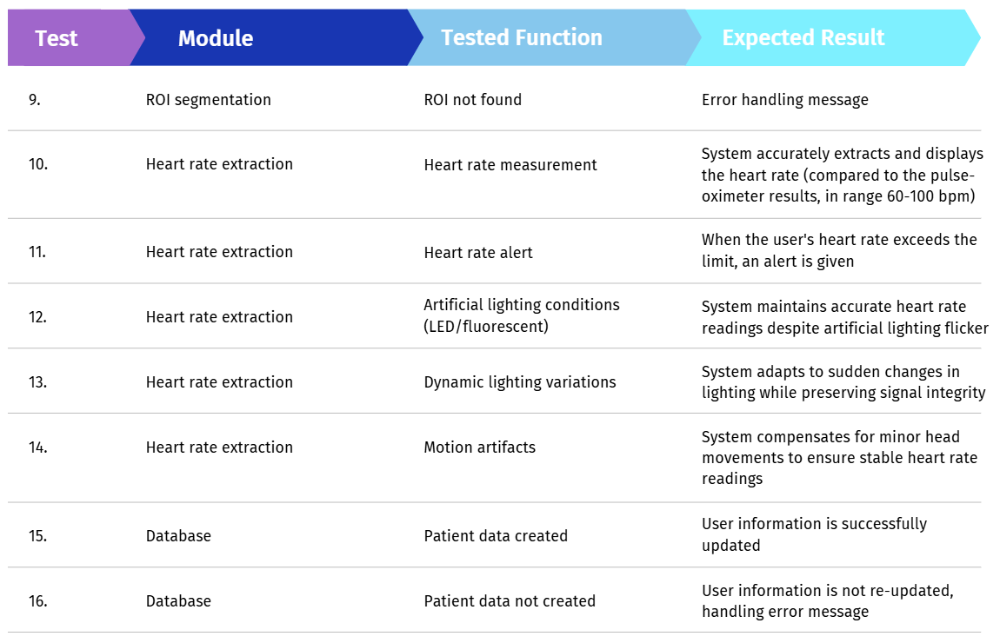 Test Module Tested Function Expected Result
9. ROI segmentation ROI not found Error handling message
10. Heart rate extraction Heart rate measurement System accurately extracts and displays
the heart rate (compared to the pulse-
oximeter results, in range 60-100 bpm)
11. Heart rate extraction Heart rate alert When the user's heart rate exceeds the
limit, an alert is given
12. Heart rate extraction Artificial lighting conditions
(LED/fluorescent)
System maintains accurate heart rate
readings despite artificial lighting flicker
13. Heart rate extraction Dynamic lighting variations System adapts to sudden changes in
lighting while preserving signal integrity
14. Heart rate extraction Motion artifacts System compensates for minor head
movements to ensure stable heart rate
readings
15. Database Patient data created User information is successfully
updated
16. Database Patient data not created User information is not re-updated,
handling error message